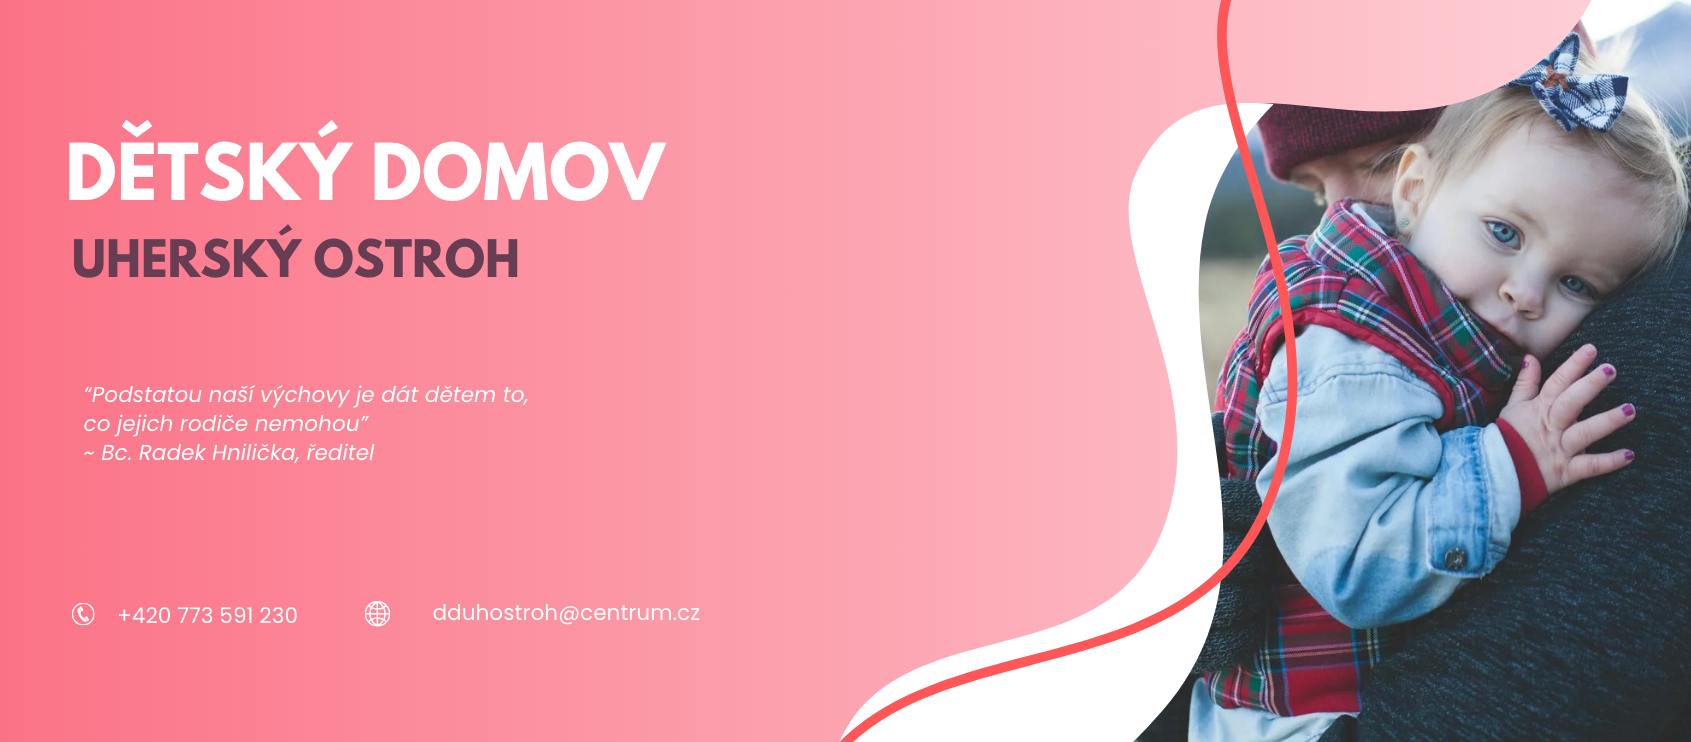 DĚTSKÝ DOMOV
UHERSKÝ OSTROH
“Podstatou naší výchovy je dát dětem to,
co jejich rodiče nemohou”
~ Bc. Radek Hnilička, ředitel
+420 773 591 230
dduhostroh@centrum.cz